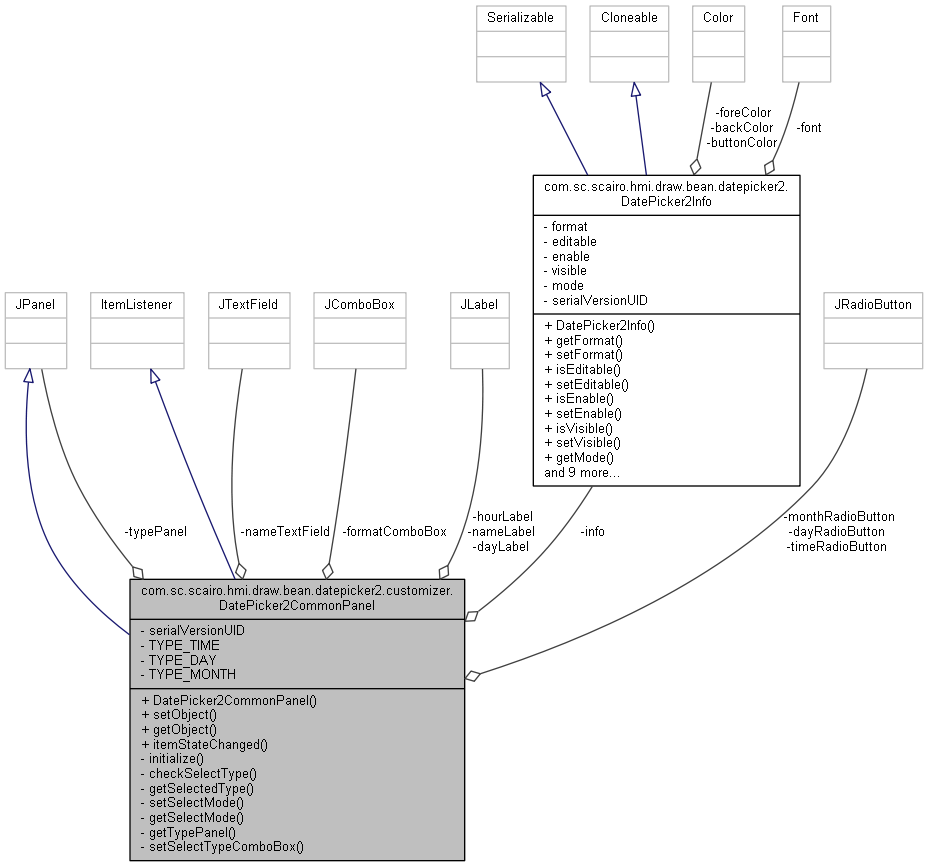 Serializable
Cloneable
Color
Font
-foreColor
-backColor
-buttonColor
-font
com.sc.scairo.hmi.draw.bean.datepicker2.
DatePicker2Info
- format
- editable
- enable
- visible
- mode
- serialVersionUID
+ DatePicker2Info()
+ getFormat()
+ setFormat()
+ isEditable()
+ setEditable()
+ isEnable()
+ setEnable()
+ isVisible()
+ setVisible()
+ getMode()
and 9 more...
JPanel
ItemListener
JTextField
JComboBox
JLabel
JRadioButton
-typePanel
-nameTextField
-formatComboBox
-hourLabel
-nameLabel
-dayLabel
-info
-monthRadioButton
-dayRadioButton
-timeRadioButton
com.sc.scairo.hmi.draw.bean.datepicker2.customizer.
DatePicker2CommonPanel
- serialVersionUID
- TYPE_TIME
- TYPE_DAY
- TYPE_MONTH
+ DatePicker2CommonPanel()
+ setObject()
+ getObject()
+ itemStateChanged()
- initialize()
- checkSelectType()
- getSelectedType()
- setSelectMode()
- getSelectMode()
- getTypePanel()
- setSelectTypeComboBox()